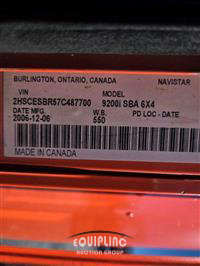 BURLINGTON, ONTARIO, CANADA NAVISTAR
VIN MODEL
2HSCESBR57C487700 9200i SBA 6X4
DATE MFG. W.B. PD LOC - DATE
2006-12-06 550
MADE IN CANADA
EQUIPLINC
AUCTION GROUP